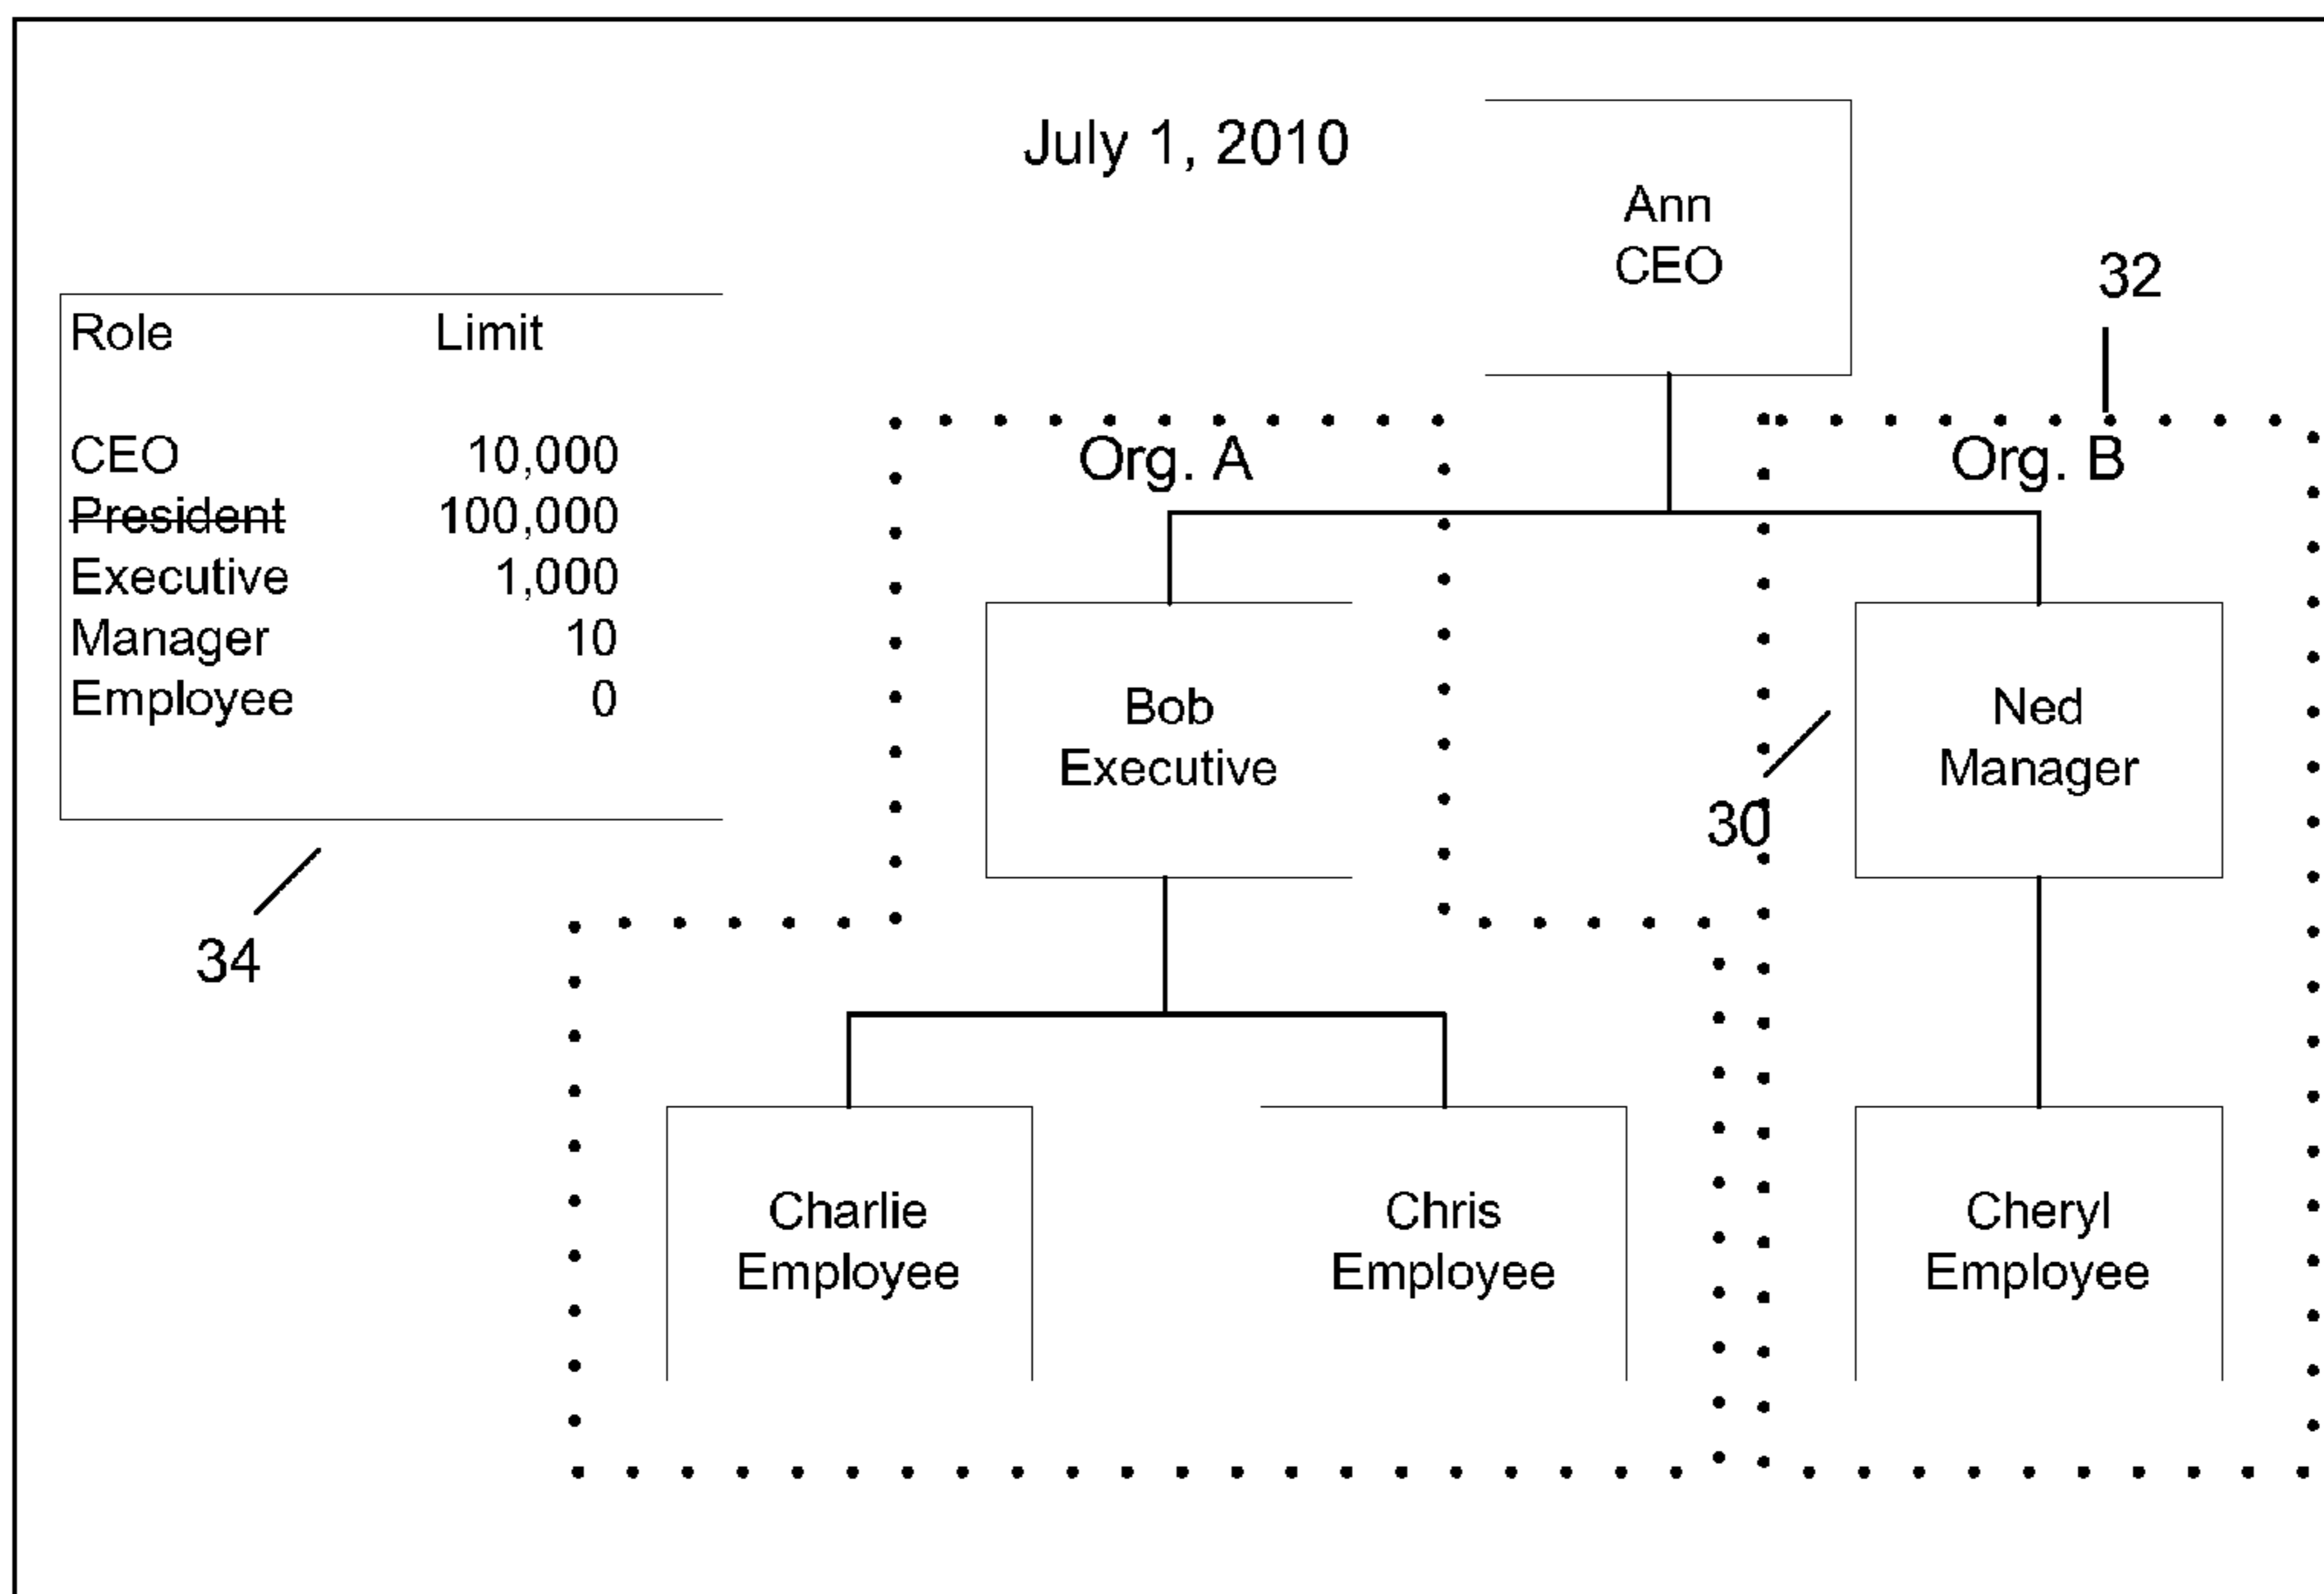 July 1, 2010
Ann
CEO
32
Role Limit
CEO 10,000
President 100,000
Executive 1,000
Manager 10
Employee 0
34
Org. A
Org. B
Bob
Executive
30
Ned
Manager
Charlie
Employee
Chris
Employee
Cheryl
Employee